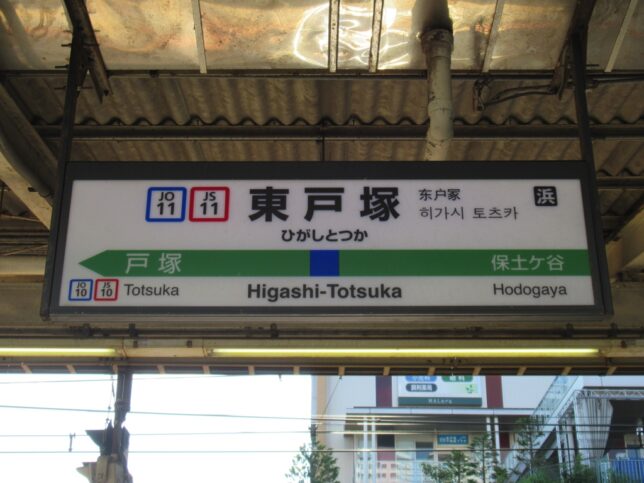 JO 11 JS 11 東戸塚 东户冢 浜
히가시 토츠카
ひがしとつか
戸塚 保土ケ谷
JO 10 JS 10 Totsuka Higashi-Totsuka Hodogaya